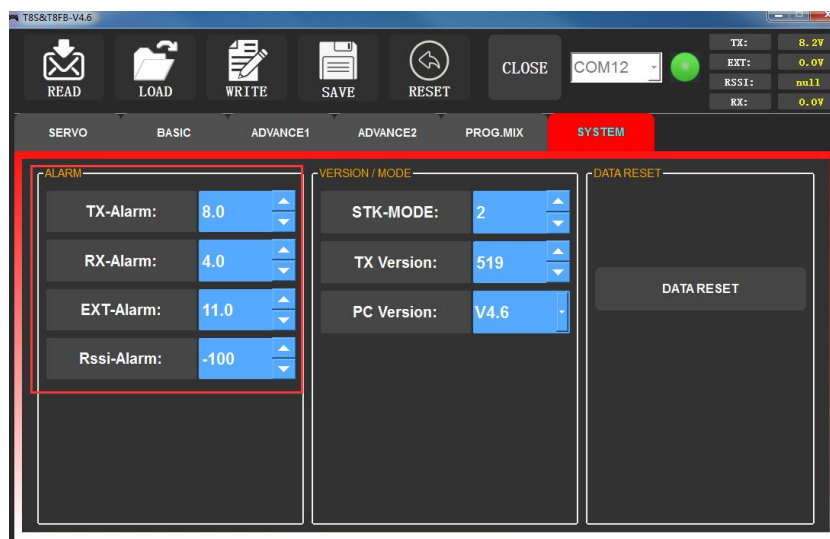 T8S&T8FB-V4.6
READ LOAD WRITE SAVE RESET CLOSE COM12
TX: 8.2V
EXT: 0.0V
RSSI: null
RX: 0.0V
SERVO BASIC ADVANCE1 ADVANCE2 PROG.MIX SYSTEM
ALARM
TX-Alarm: 8.0
RX-Alarm: 4.0
EXT-Alarm: 11.0
Rssi-Alarm: -100
VERSION / MODE
STK-MODE: 2
TX Version: 519
PC Version: V4.6
DATA RESET
DATA RESET